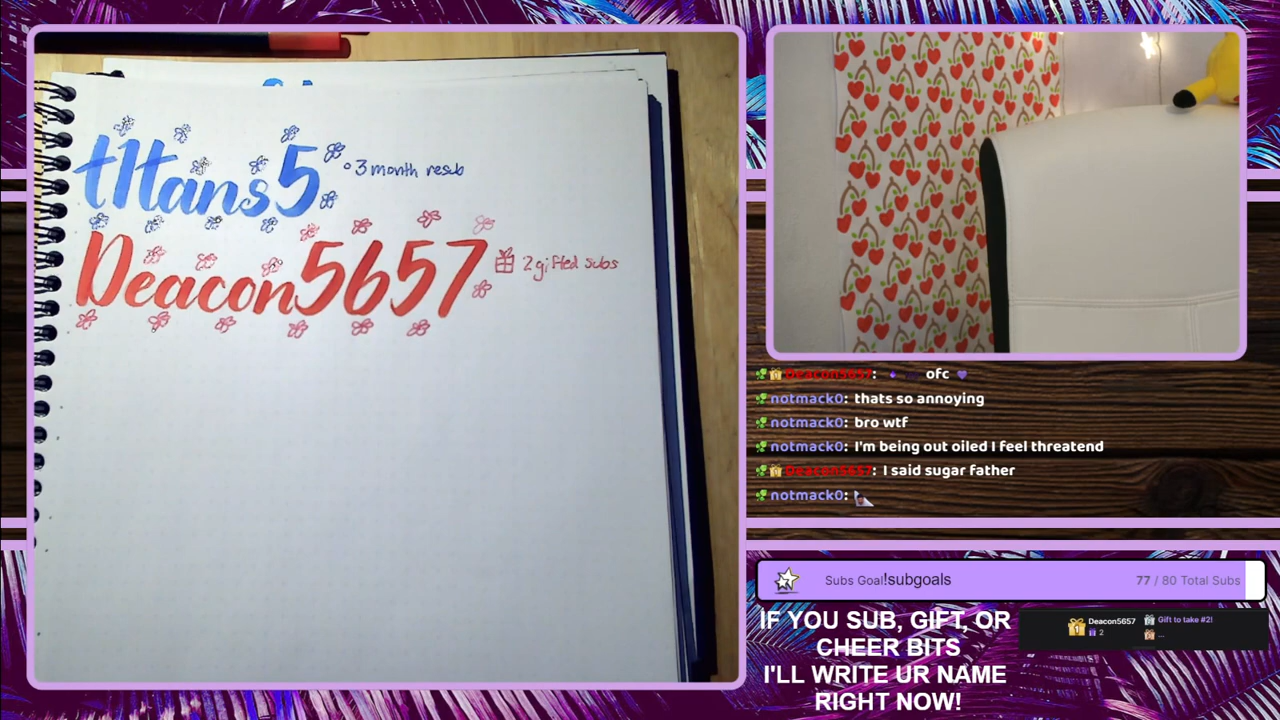 tItans5 3 month resub
Deacon5657 2 gifted subs
Deacon5657: ofc
notmack0: thats so annoying
notmack0: bro wtf
notmack0: I'm being out oiled I feel threatend
Deacon5657: I said sugar father
notmack0:
Subs Goal!subgoals 77 / 80 Total Subs
IF YOU SUB, GIFT, OR
CHEER BITS
I'LL WRITE UR NAME
RIGHT NOW!
Deacon5657
2
Gift to take #2!
...